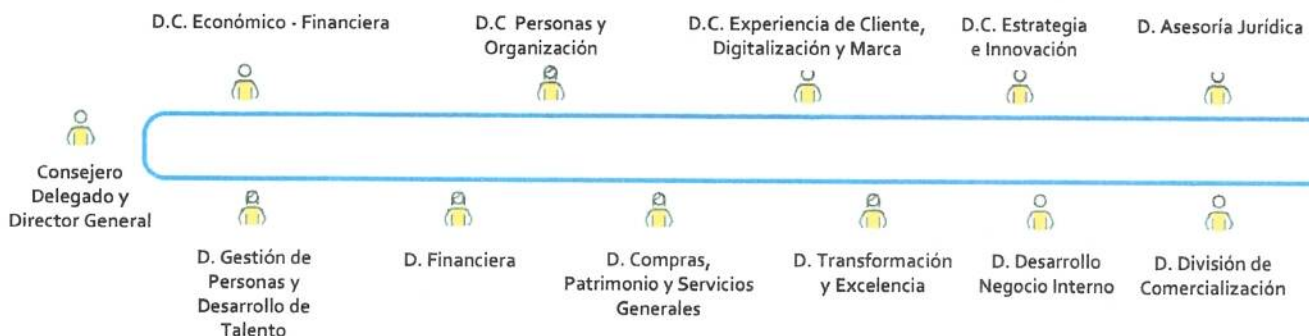 D.C. Económico - Financiera
D.C Personas y
Organización
D.C. Experiencia de Cliente,
Digitalización y Marca
D.C. Estrategia
e Innovación
D. Asesoría Jurídica
Consejero
Delegado y
Director General
D. Gestión de
Personas y
Desarrollo de
Talento
D. Financiera
D. Compras,
Patrimonio y Servicios
Generales
D. Transformación
y Excelencia
D. Desarrollo
Negocio Interno
D. División de
Comercialización